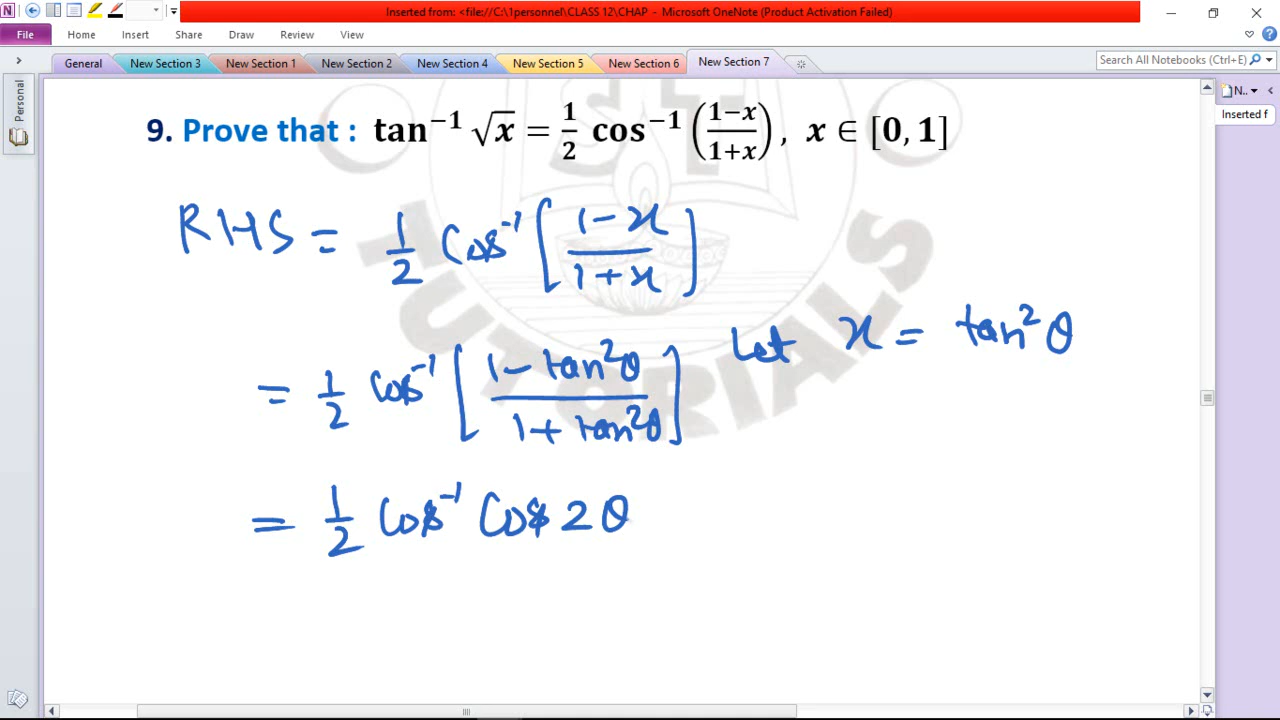 Inserted from: <file://C:\1personnel\CLASS 12\CHAP - Microsoft OneNote (Product Activation Failed)
File Home Insert Share Draw Review View
General New Section 3 New Section 1 New Section 2 New Section 4 New Section 5 New Section 6 New Section 7 Search All Notebooks (Ctrl+E)
Personal
N..
Inserted f
9. Prove that : tan⁻¹ √x = 1/2 cos⁻¹ ((1−x)/(1+x)), x ∈ [0, 1]
RHS = 1/2 Cos⁻¹ [(1−x)/(1+x)]
Let x = tan²θ
= 1/2 Cos⁻¹ [(1−tan²θ)/(1+tan²θ)]
= 1/2 Cos⁻¹ Cos 2θ
ST
TUTORIALS